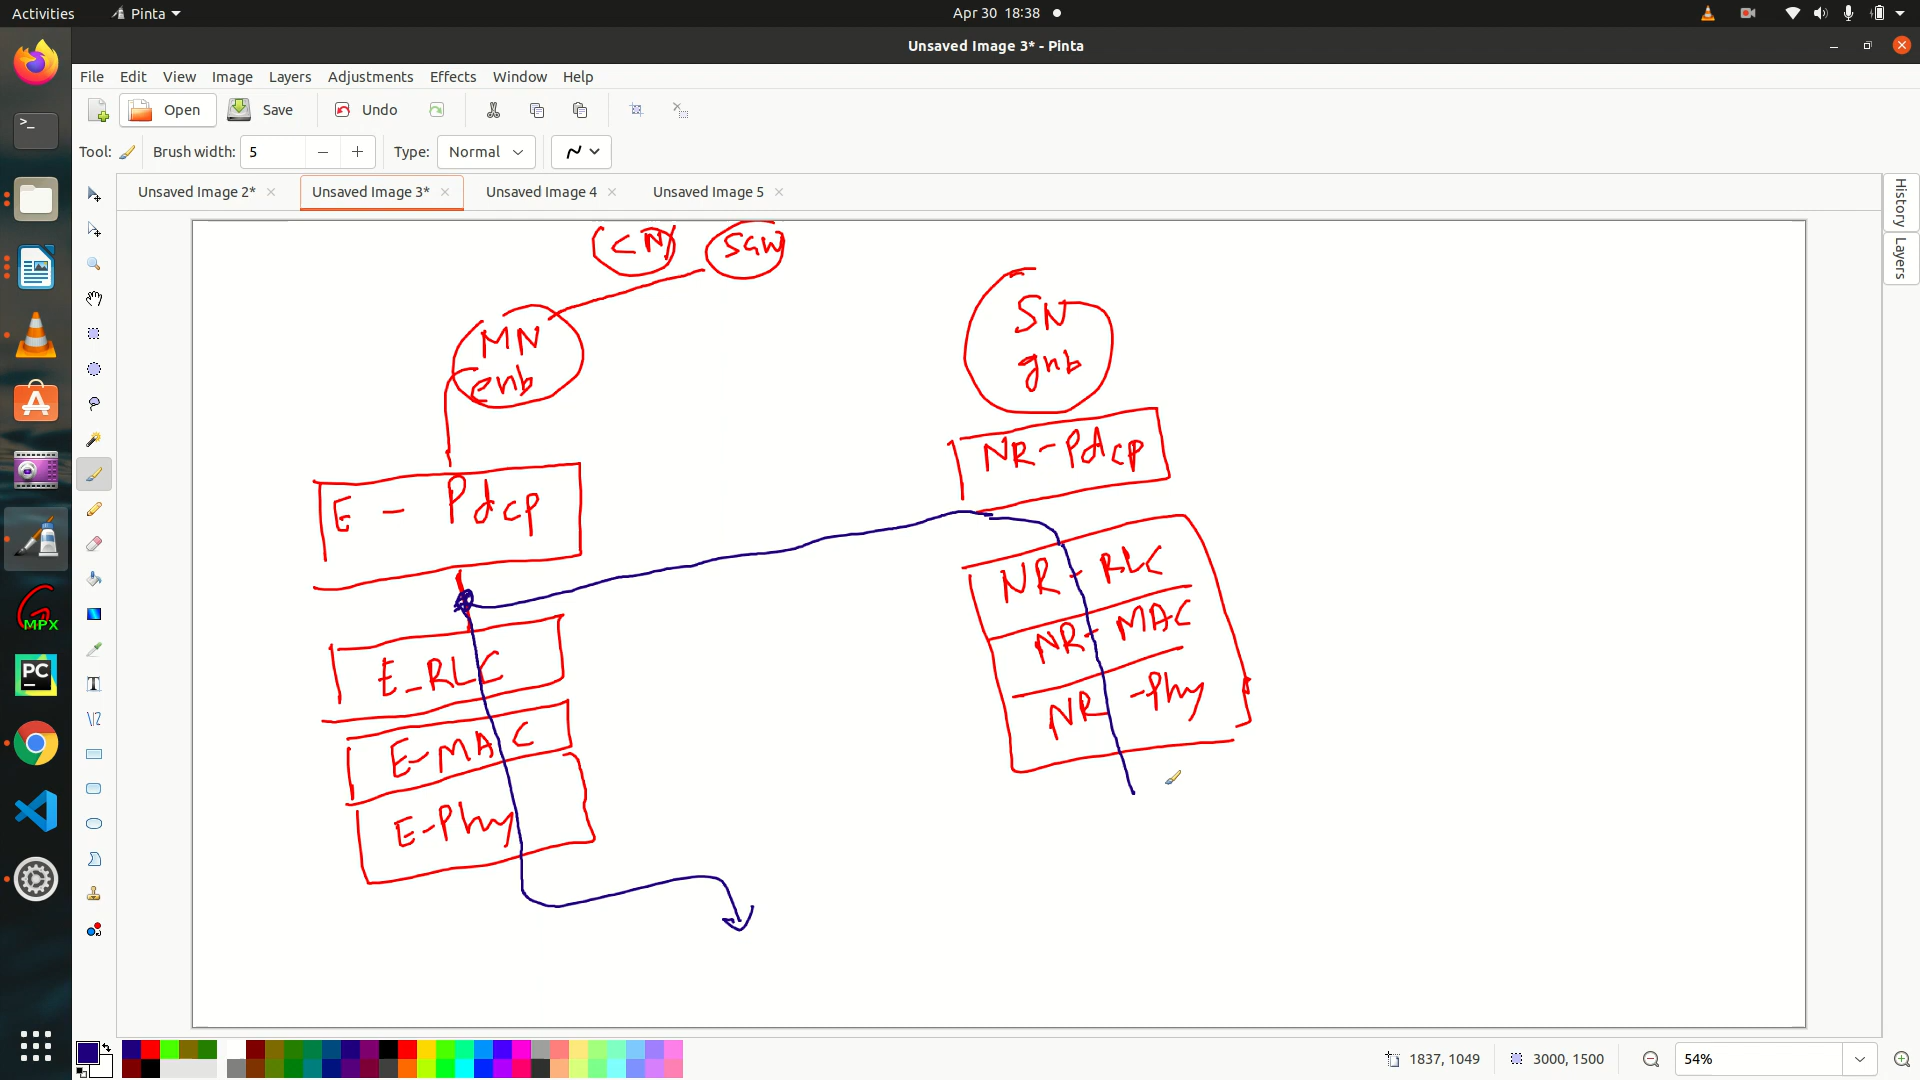 Activities
Pinta
Apr 30 18:38
Unsaved Image 3* - Pinta
File Edit View Image Layers Adjustments Effects Window Help
Open Save Undo
Tool: Brush width: 5 Type: Normal
Unsaved Image 2* Unsaved Image 3* Unsaved Image 4 Unsaved Image 5
History
Layers
CN SGW
MN
enb
SN
gnb
NR-Pdcp
E - Pdcp
NR - RLC
NR- MAC
NR -Phy
E_RLC
E-MAC
E-Phy
MPX
PC
1837, 1049 3000, 1500 54%